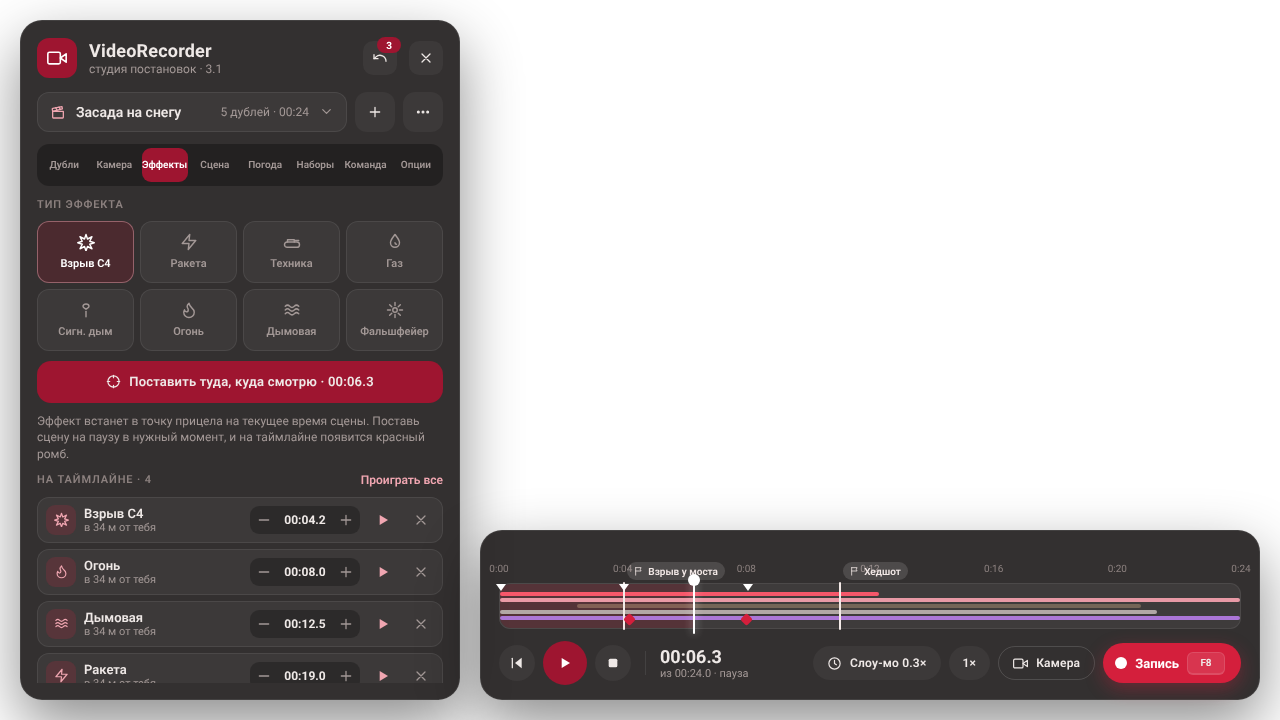 VideoRecorder
студия постановок · 3.1
3
Засада на снегу
5 дублей · 00:24
Дубли
Камера
Эффекты
Сцена
Погода
Наборы
Команда
Опции
ТИП ЭФФЕКТА
Взрыв C4
Ракета
Техника
Газ
Сигн. дым
Огонь
Дымовая
Фальшфейер
Поставить туда, куда смотрю · 00:06.3
Эффект встанет в точку прицела на текущее время сцены. Поставь
сцену на паузу в нужный момент, и на таймлайне появится красный
ромб.
НА ТАЙМЛАЙНЕ · 4
Проиграть все
Взрыв C4
в 34 м от тебя
00:04.2
Огонь
в 34 м от тебя
00:08.0
Дымовая
в 34 м от тебя
00:12.5
Ракета
00:19.0
0:00
0:04
Взрыв у моста
0:08
0:12
Хедшот
0:16
0:20
0:24
00:06.3
из 00:24.0 · пауза
Слоу-мо 0.3×
1×
Камера
Запись
F8